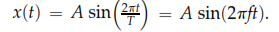 x(t) = A sin(2πt/T) = A sin(2πft).